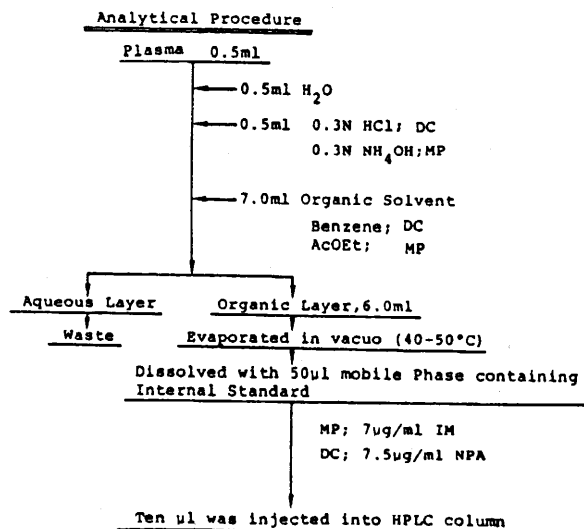 Analytical Procedure
Plasma 0.5ml
0.5ml H2O
0.5ml 0.3N HCl; DC
0.3N NH4OH; MP
7.0ml Organic Solvent
Benzene; DC
AcOEt; MP
Aqueous Layer
Organic Layer, 6.0ml
Waste
Evaporated in vacuo (40-50°C)
Dissolved with 50μl mobile Phase containing
Internal Standard
MP; 7μg/ml IM
DC; 7.5μg/ml NPA
Ten μl was injected into HPLC column